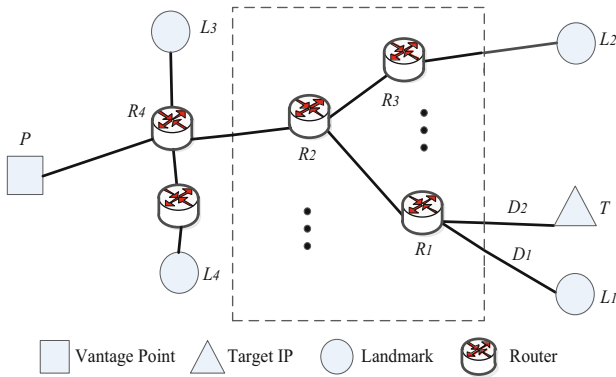 L3
L2
R4
R3
P
R2
D2
T
R1
D1
L4
L1
Vantage Point
Target IP
Landmark
Router